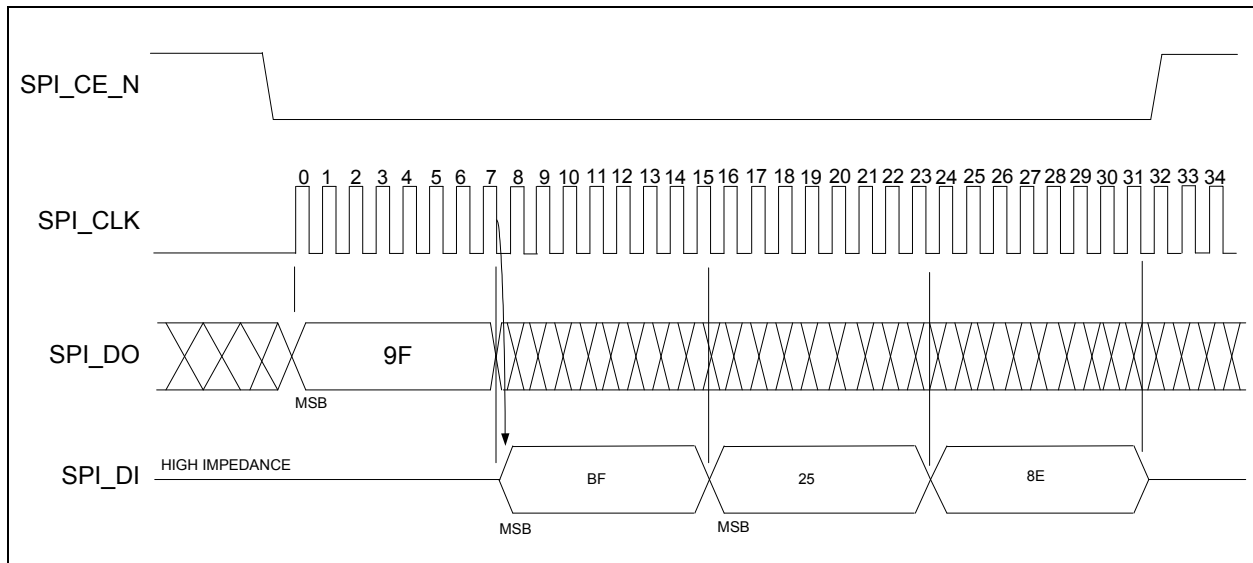 SPI_CE_N
0 1 2 3 4 5 6 7 8 9 10 11 12 13 14 15 16 17 18 19 20 21 22 23 24 25 26 27 28 29 30 31 32 33 34
SPI_CLK
SPI_DO
9F
MSB
HIGH IMPEDANCE
SPI_DI
BF
25
8E
MSB
MSB